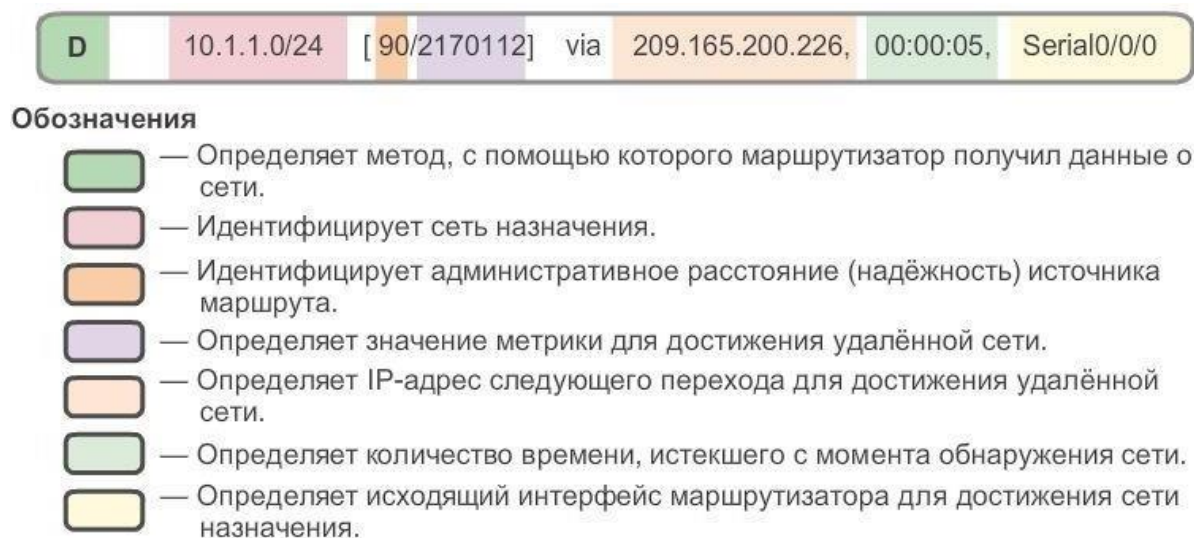 D 10.1.1.0/24 [ 90/2170112] via 209.165.200.226, 00:00:05, Serial0/0/0
Обозначения
— Определяет метод, с помощью которого маршрутизатор получил данные о
сети.
— Идентифицирует сеть назначения.
— Идентифицирует административное расстояние (надёжность) источника
маршрута.
— Определяет значение метрики для достижения удалённой сети.
— Определяет IP-адрес следующего перехода для достижения удалённой
сети.
— Определяет количество времени, истекшего с момента обнаружения сети.
— Определяет исходящий интерфейс маршрутизатора для достижения сети
назначения.